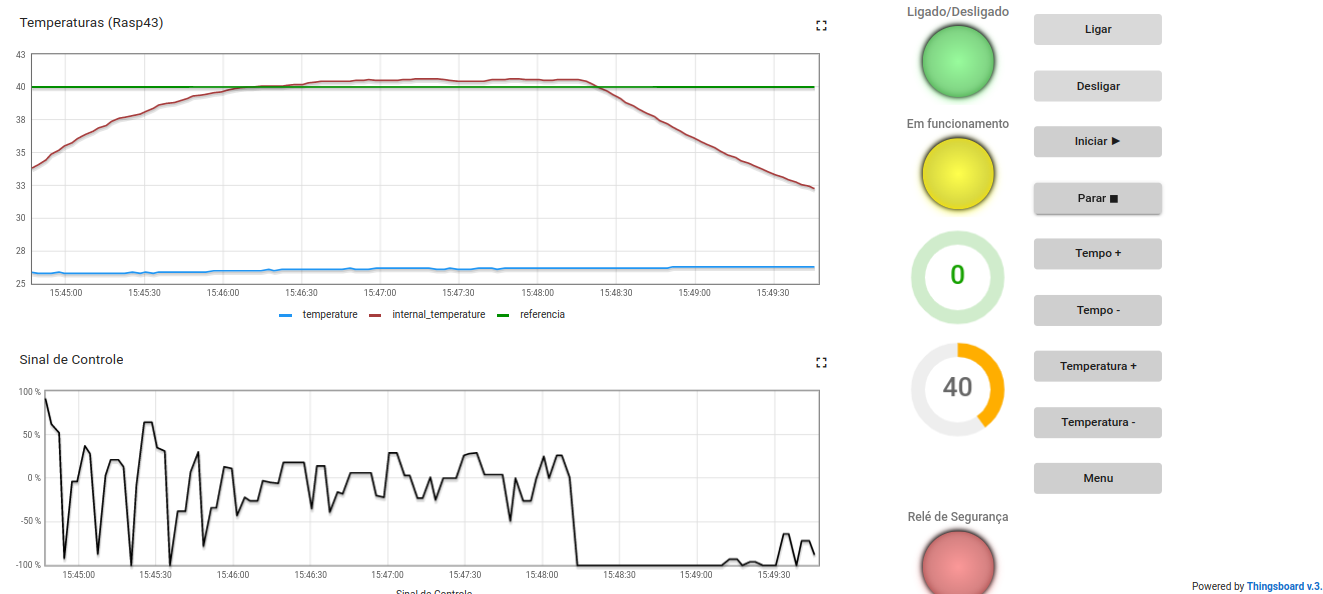 Temperaturas (Rasp43)
43
40
38
35
33
30
28
25
15:45:00 15:45:30 15:46:00 15:46:30 15:47:00 15:47:30 15:48:00 15:48:30 15:49:00 15:49:30
temperature internal_temperature referencia
Sinal de Controle
100 %
50 %
0 %
-50 %
-100 %
15:45:00 15:45:30 15:46:00 15:46:30 15:47:00 15:47:30 15:48:00 15:48:30 15:49:00 15:49:30
Sinal de Controle
Ligado/Desligado
Em funcionamento
0
40
Relé de Segurança
Ligar
Desligar
Iniciar ▶
Parar ■
Tempo +
Tempo -
Temperatura +
Temperatura -
Menu
Powered by Thingsboard v.3.